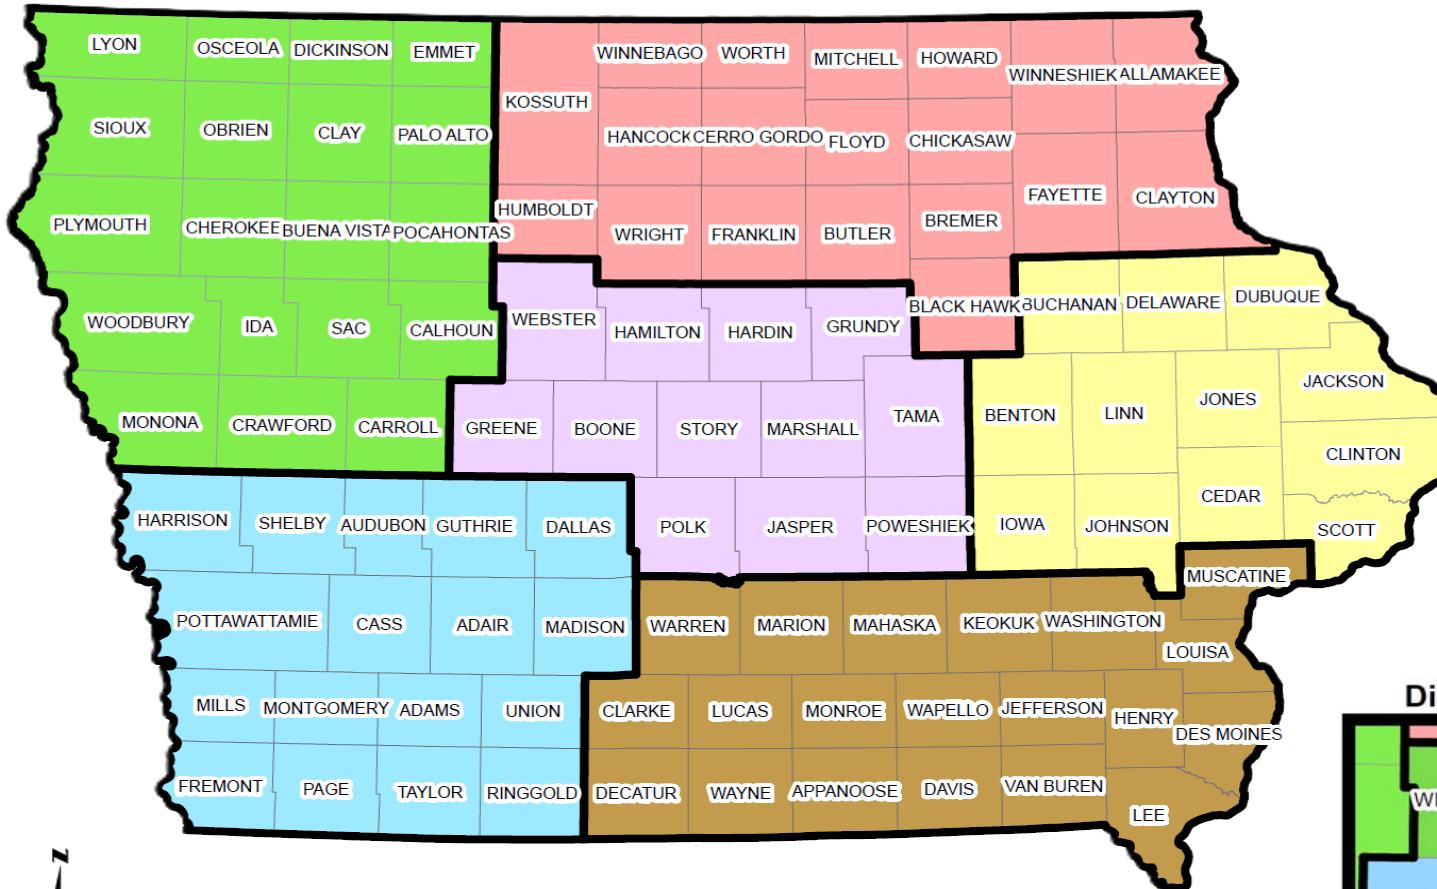 LYON
OSCEOLA
DICKINSON
EMMET
KOSSUTH
WINNEBAGO
WORTH
MITCHELL
HOWARD
WINNESHIEK
ALLAMAKEE
SIOUX
OBRIEN
CLAY
PALO ALTO
HANCOCK
CERRO GORDO
FLOYD
CHICKASAW
PLYMOUTH
CHEROKEE
BUENA VISTA
POCAHONTAS
HUMBOLDT
WRIGHT
FRANKLIN
BUTLER
BREMER
FAYETTE
CLAYTON
WOODBURY
IDA
SAC
CALHOUN
WEBSTER
HAMILTON
HARDIN
GRUNDY
BLACK HAWK
BUCHANAN
DELAWARE
DUBUQUE
MONONA
CRAWFORD
CARROLL
GREENE
BOONE
STORY
MARSHALL
TAMA
BENTON
LINN
JONES
JACKSON
CLINTON
HARRISON
SHELBY
AUDUBON
GUTHRIE
DALLAS
POLK
JASPER
POWESHIEK
IOWA
JOHNSON
CEDAR
SCOTT
MUSCATINE
POTTAWATTAMIE
CASS
ADAIR
MADISON
WARREN
MARION
MAHASKA
KEOKUK
WASHINGTON
LOUISA
MILLS
MONTGOMERY
ADAMS
UNION
CLARKE
LUCAS
MONROE
WAPELLO
JEFFERSON
HENRY
DES MOINES
Di
FREMONT
PAGE
TAYLOR
RINGGOLD
DECATUR
WAYNE
APPANOOSE
DAVIS
VAN BUREN
LEE
z